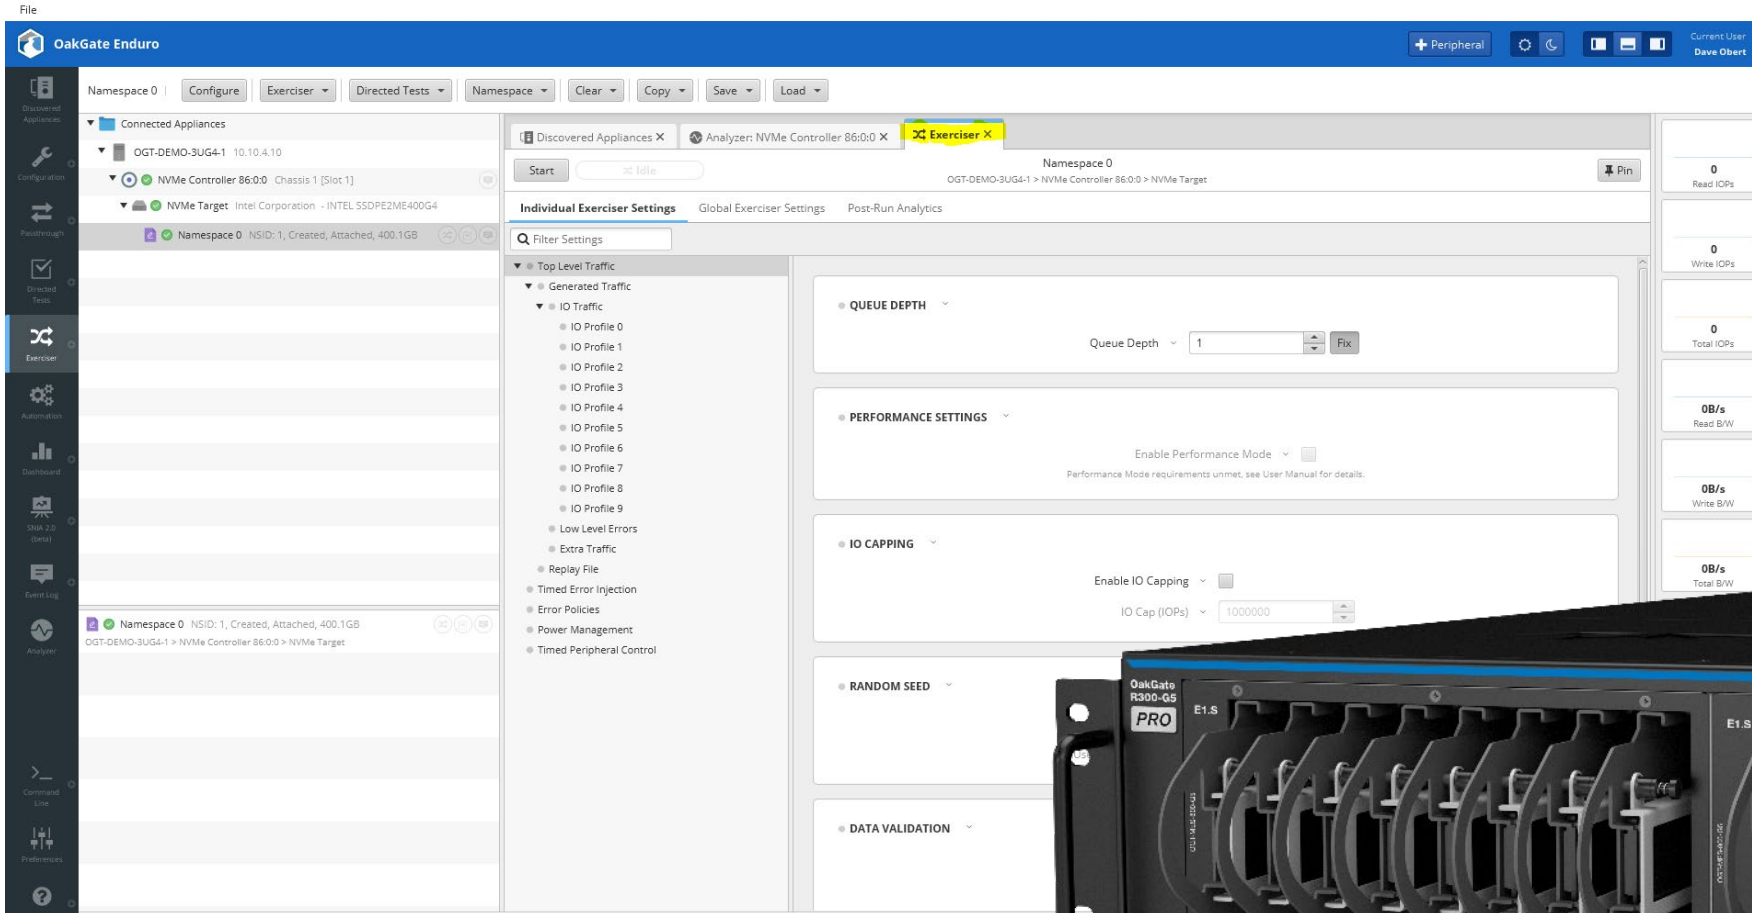 File
OakGate Enduro
Peripheral
Current User
Dave Obert
Namespace 0 Configure Exerciser Directed Tests Namespace Clear Copy Save Load
Discovered
Appliances
Configuration
Passthrough
Directed
Tests
Exerciser
Automation
Dashboard
SNIA 2.0
(beta)
Event Log
Analyzer
Command
Line
Preferences
Connected Appliances
OGT-DEMO-3UG4-1 10.10.4.10
NVMe Controller 86:0:0 Chassis 1 [Slot 1]
NVMe Target Intel Corporation - INTEL SSDPE2ME400G4
Namespace 0 NSID: 1, Created, Attached, 400.1GB
Namespace 0 NSID: 1, Created, Attached, 400.1GB
OGT-DEMO-3UG4-1 > NVMe Controller 86:0:0 > NVMe Target
Discovered Appliances Analyzer: NVMe Controller 86:0:0 Exerciser
Start Idle
Namespace 0
OGT-DEMO-3UG4-1 > NVMe Controller 86:0:0 > NVMe Target
Pin
Individual Exerciser Settings Global Exerciser Settings Post-Run Analytics
Filter Settings
Top Level Traffic
Generated Traffic
IO Traffic
IO Profile 0
IO Profile 1
IO Profile 2
IO Profile 3
IO Profile 4
IO Profile 5
IO Profile 6
IO Profile 7
IO Profile 8
IO Profile 9
Low Level Errors
Extra Traffic
Replay File
Timed Error Injection
Error Policies
Power Management
Timed Peripheral Control
QUEUE DEPTH
Queue Depth 1 Fix
PERFORMANCE SETTINGS
Enable Performance Mode
Performance Mode requirements unmet, see User Manual for details.
IO CAPPING
Enable IO Capping
IO Cap (IOPs) 1000000
RANDOM SEED
Use
DATA VALIDATION
0
Read IOPs
0
Write IOPs
0
Total IOPs
0B/s
Read B/W
0B/s
Write B/W
0B/s
Total B/W
OakGate
R300-G5
PRO
E1.S
E1.S